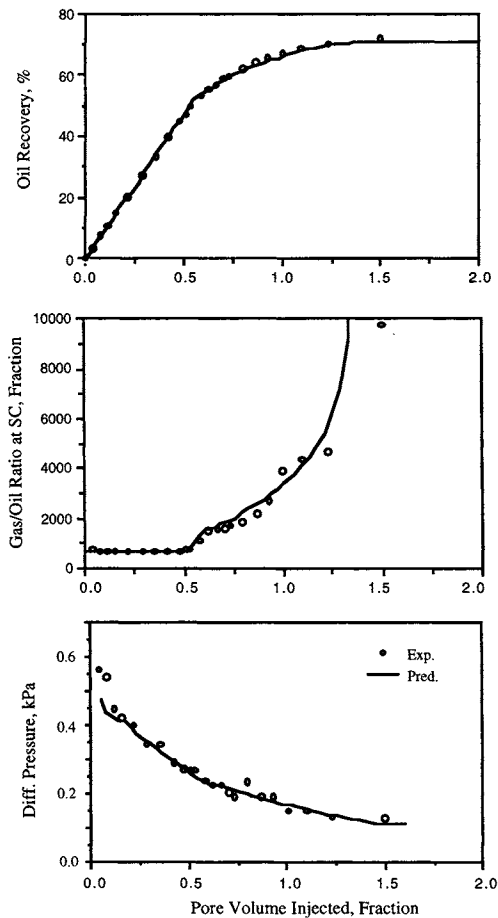 80
60
Oil Recovery, %
40
20
0
0.0 0.5 1.0 1.5 2.0
10000
8000
Gas/Oil Ratio at SC, Fraction
6000
4000
2000
0
0.0 0.5 1.0 1.5 2.0
0.6
Exp.
Pred.
Diff. Pressure, kPa
0.4
0.2
0.0
0.0 0.5 1.0 1.5 2.0
Pore Volume Injected, Fraction